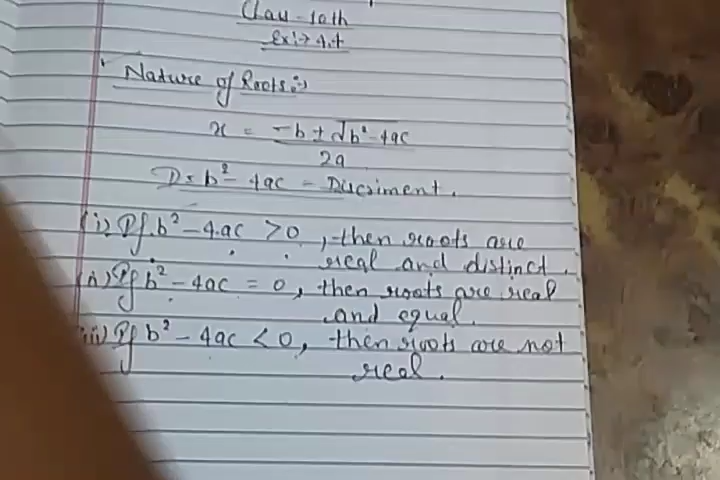 Class - 10th
Ex:→ 4.4
Nature of Roots:→
x = -b ± √b² - 4ac
2a
D = b² - 4ac - Ducriment.
(i) If b² - 4ac > 0, then roots are
real and distinct.
(ii) If b² - 4ac = 0, then roots are real
and equal.
(iii) If b² - 4ac < 0, then roots are not
real.